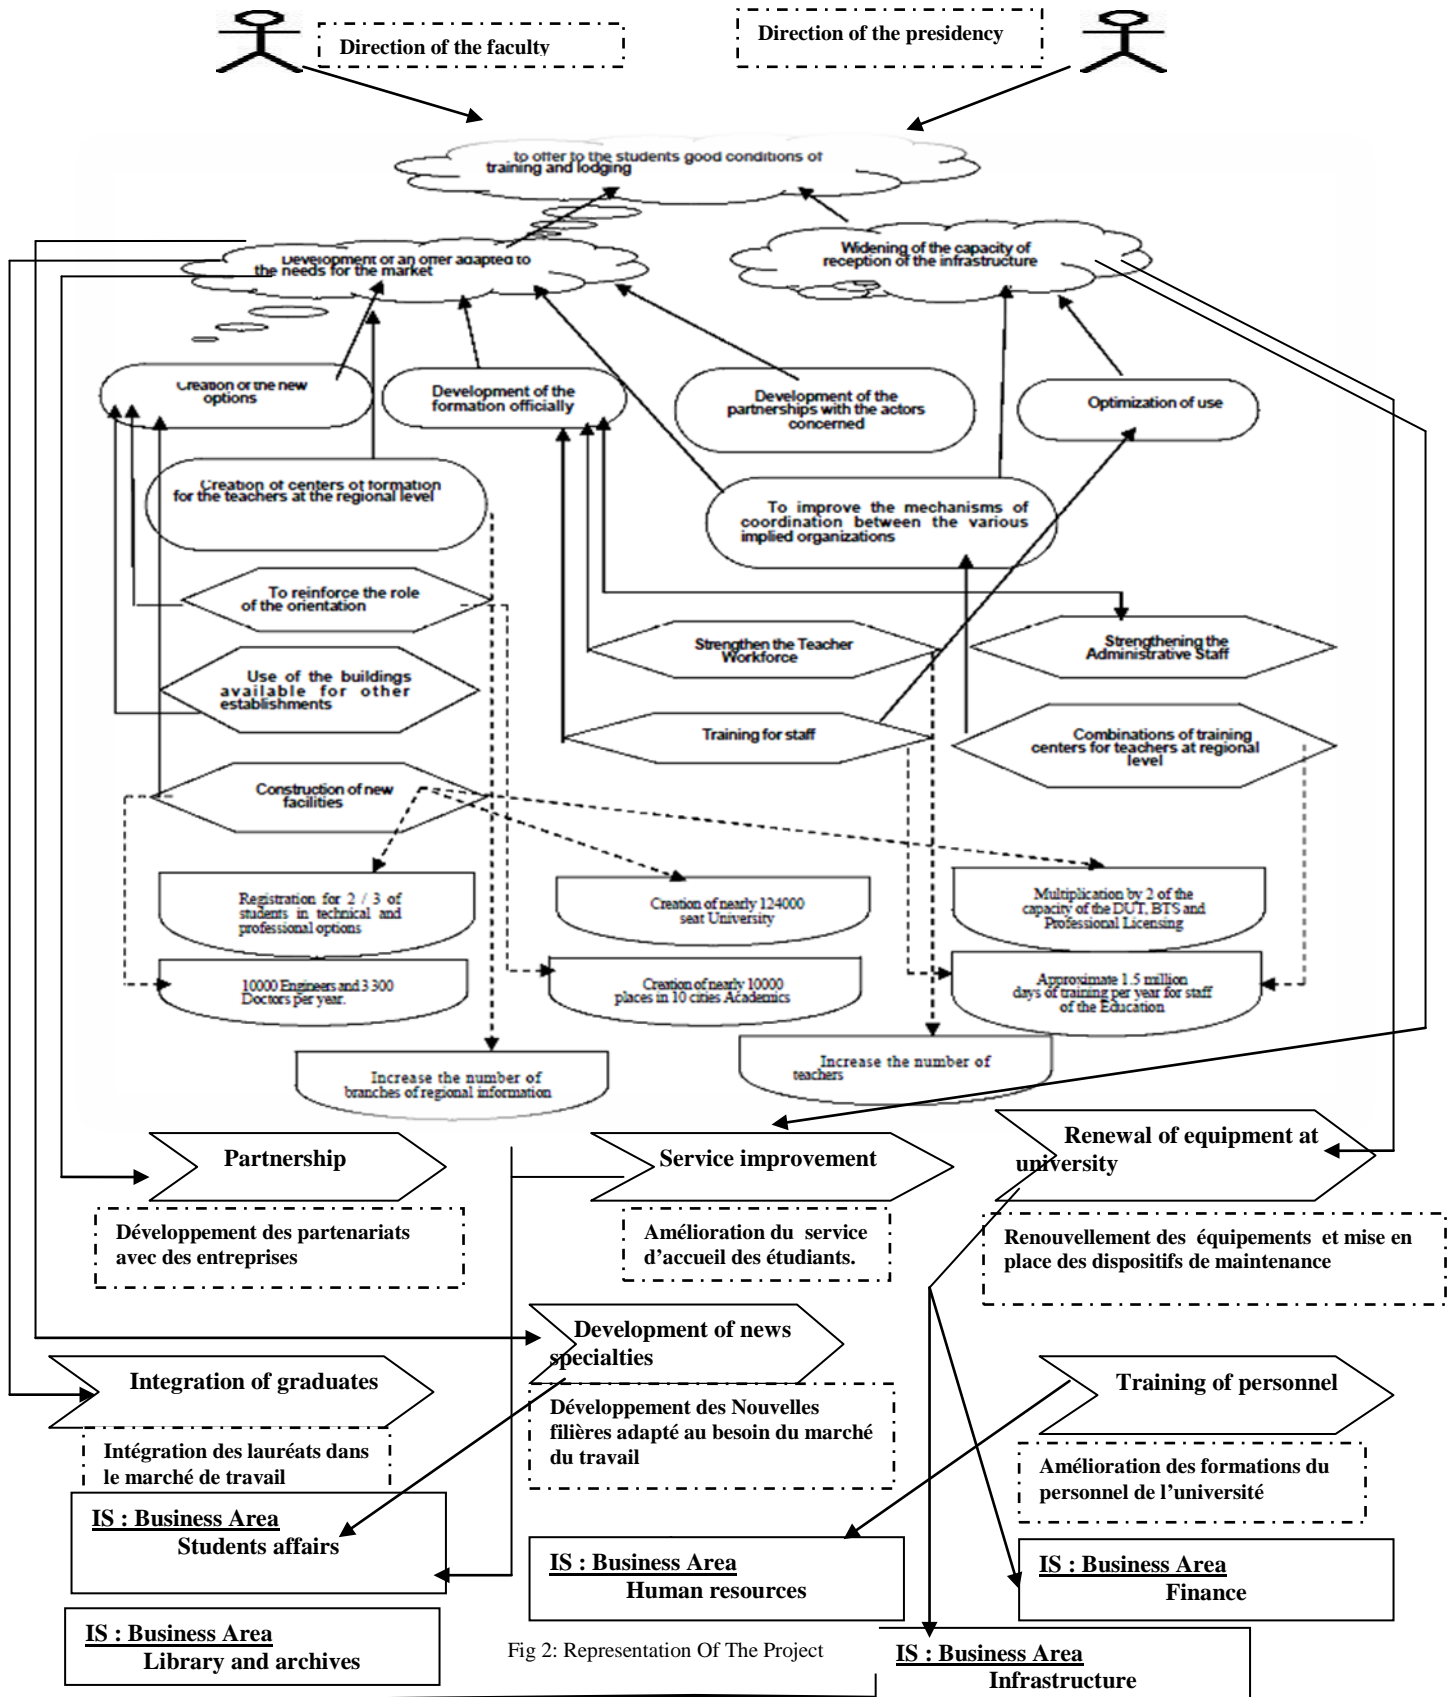 Direction of the faculty
Direction of the presidency
to offer to the students good conditions of
training and lodging
Development of an offer adapted to
the needs for the market
Widening of the capacity of
reception of the infrastructure
Creation of the new
options
Development of the
formation officially
Development of the
partnerships with the actors
concerned
Optimization of use
Creation of centers of formation
for the teachers at the regional level
To improve the mechanisms of
coordination between the various
implied organizations
To reinforce the role
of the orientation
Strengthen the Teacher
Workforce
Strengthening the
Administrative Staff
Use of the buildings
available for other
establishments
Training for staff
Combinations of training
centers for teachers at regional
level
Construction of new
facilities
Registration for 2 / 3 of
students in technical and
professional options
Creation of nearly 124000
seat University
Multiplication by 2 of the
capacity of the DUT, BTS and
Professional Licensing
10000 Engineers and 3 300
Doctors per year.
Creation of nearly 10000
places in 10 cities Academics
Approximate 1.5 million
days of training per year for staff
of the Education
Increase the number of
branches of regional information
Increase the number of
teachers
Partnership
Service improvement
Renewal of equipment at
university
Développement des partenariats
avec des entreprises
Amélioration du service
d'accueil des étudiants.
Renouvellement des équipements et mise en
place des dispositifs de maintenance
Development of news
specialties
Integration of graduates
Training of personnel
Développement des Nouvelles
filières adapté au besoin du marché
du travail
Intégration des lauréats dans
le marché de travail
Amélioration des formations du
personnel de l'université
IS : Business Area
Students affairs
IS : Business Area
Human resources
IS : Business Area
Finance
IS : Business Area
Library and archives
Fig 2: Representation Of The Project
IS : Business Area
Infrastructure